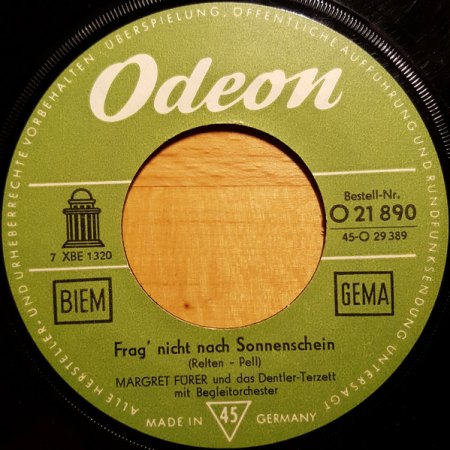 ALLE HERSTELLER- UND URHEBERRECHTE VORBEHALTEN. ÜBERSPIELUNG, ÖFFENTLICHE AUFFÜHRUNG UND RUNDFUNKSENDUNG UNTERSAGT
Odeon
7 XBE 1320
Bestell-Nr.
O 21 890
45-O 29 389
BIEM
GEMA
Frag' nicht nach Sonnenschein
(Relten - Pell)
MARGRET FÜRER und das Dentler-Terzett
mit Begleitorchester
MADE IN 45 GERMANY